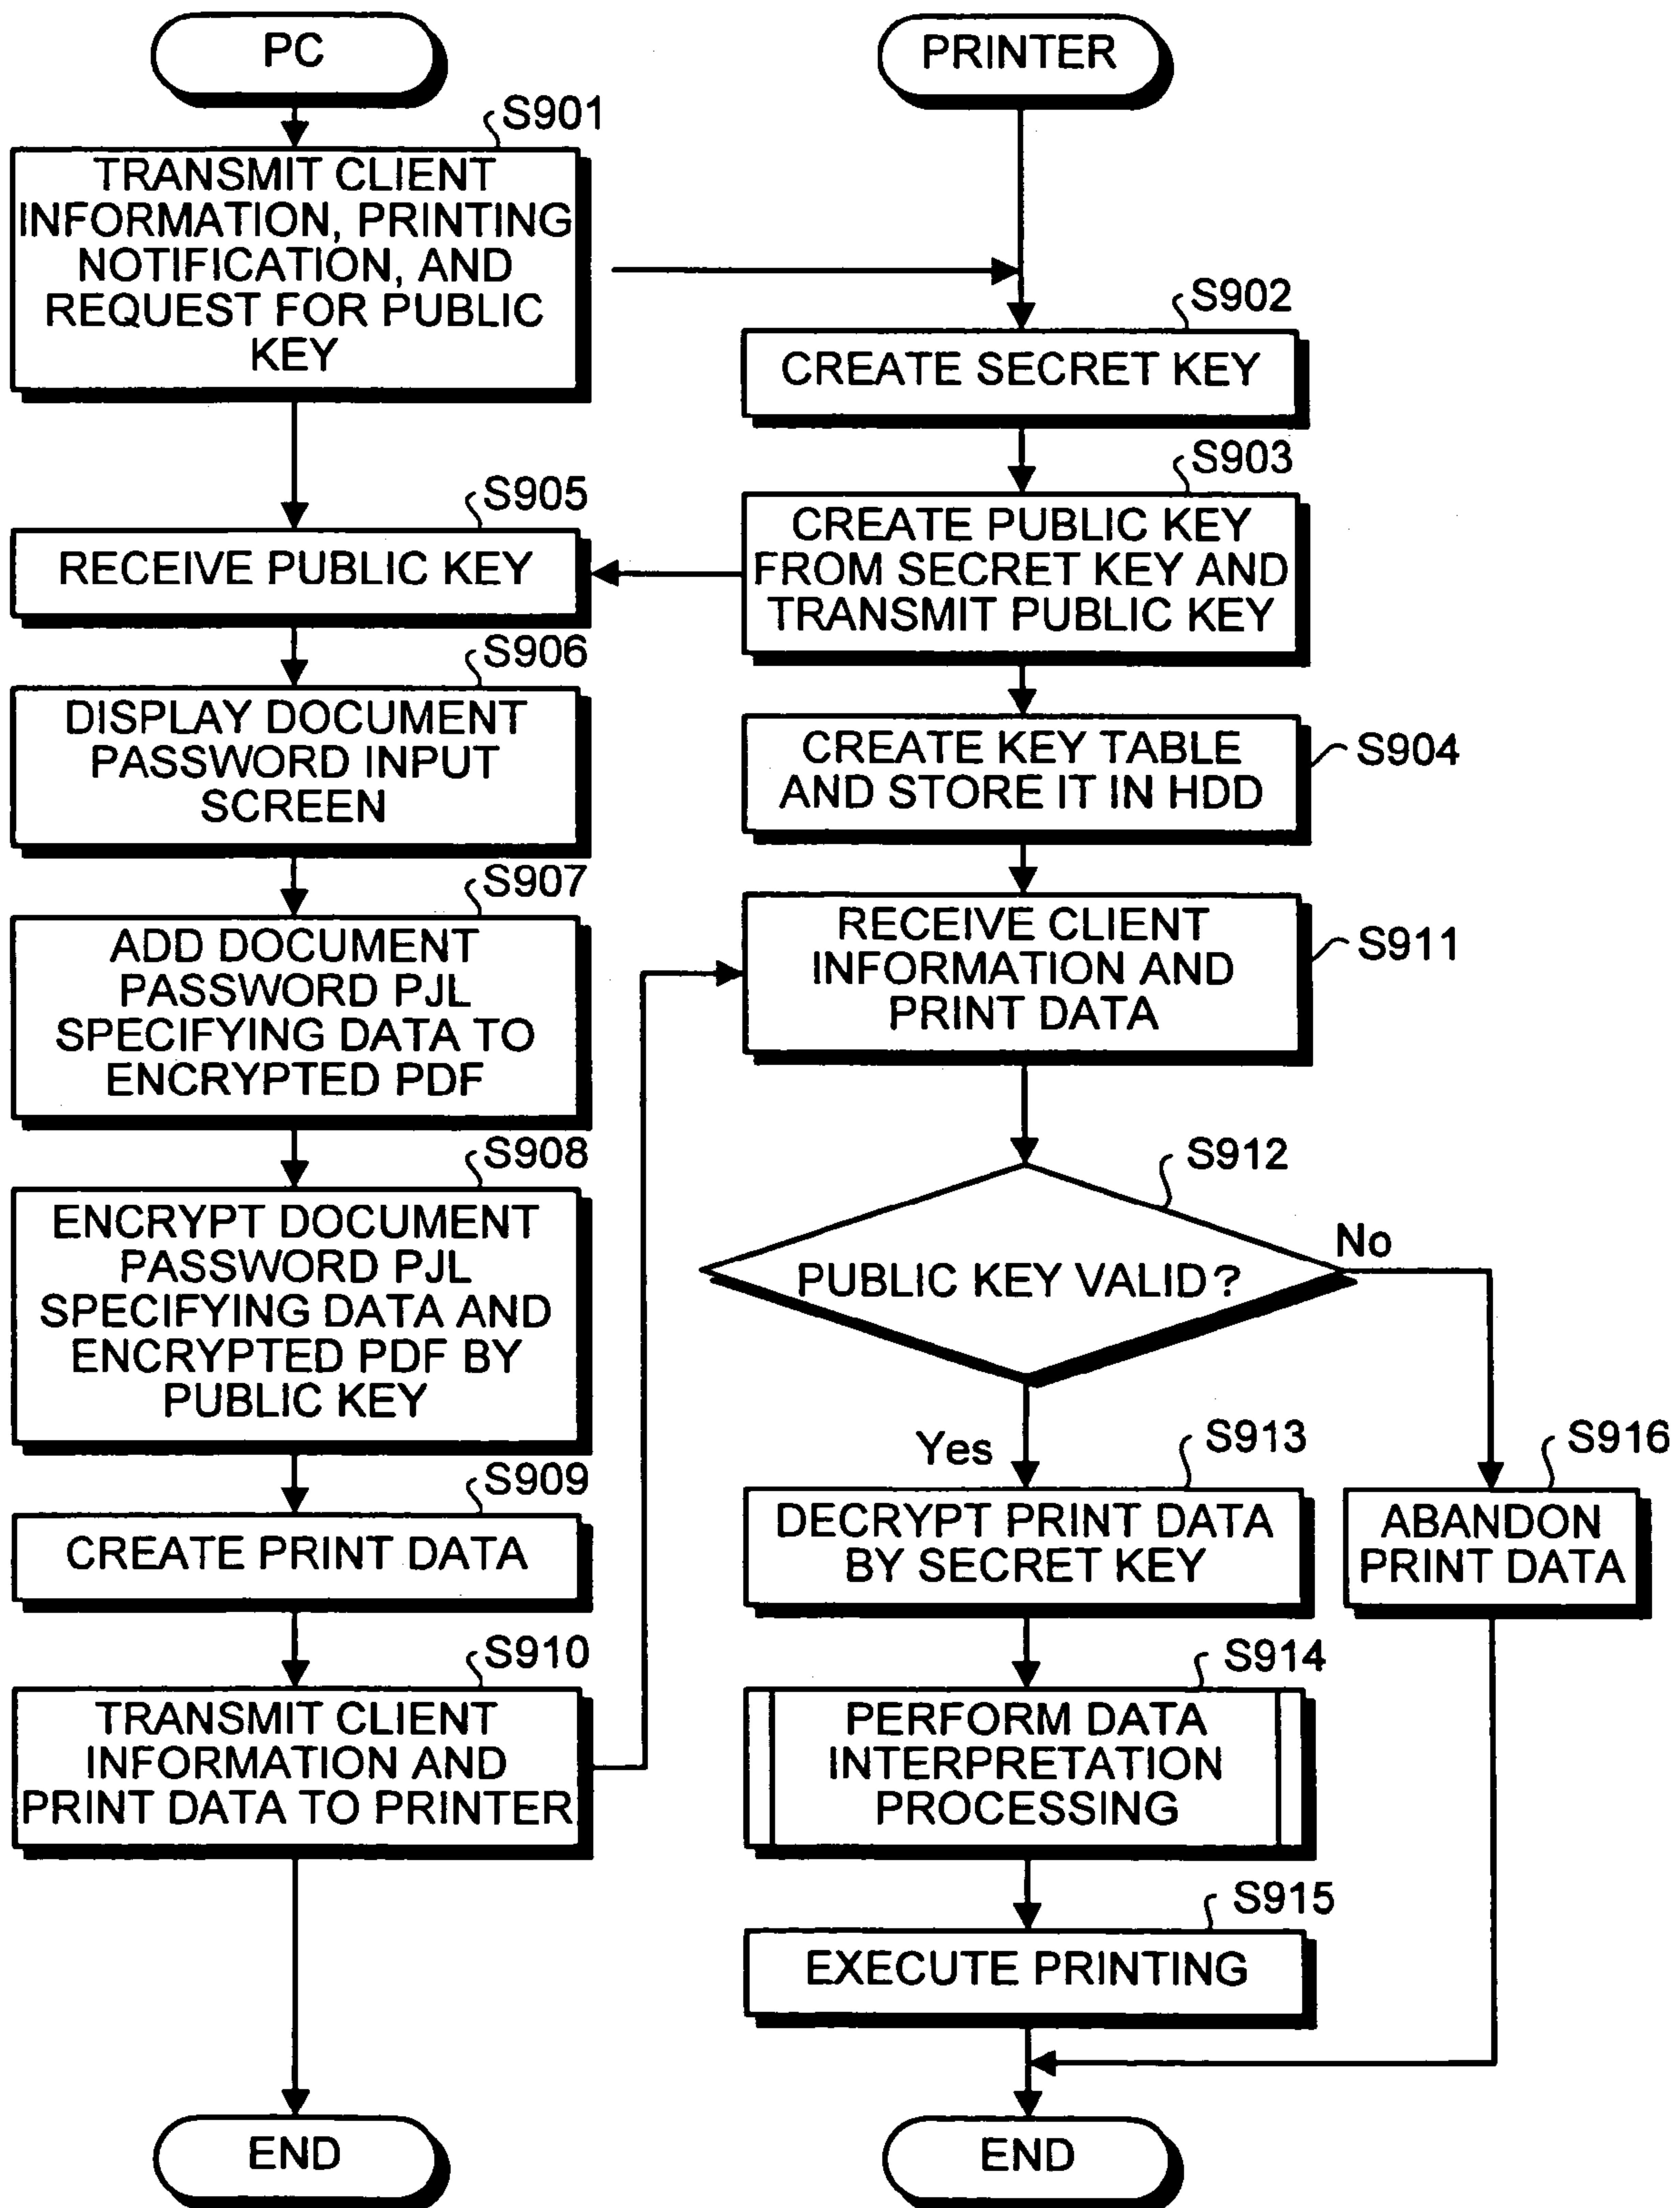 PC
S901
TRANSMIT CLIENT
INFORMATION, PRINTING
NOTIFICATION, AND
REQUEST FOR PUBLIC
KEY
S905
RECEIVE PUBLIC KEY
S906
DISPLAY DOCUMENT
PASSWORD INPUT
SCREEN
S907
ADD DOCUMENT
PASSWORD PJL
SPECIFYING DATA TO
ENCRYPTED PDF
S908
ENCRYPT DOCUMENT
PASSWORD PJL
SPECIFYING DATA AND
ENCRYPTED PDF BY
PUBLIC KEY
S909
CREATE PRINT DATA
S910
TRANSMIT CLIENT
INFORMATION AND
PRINT DATA TO PRINTER
END
PRINTER
S902
CREATE SECRET KEY
S903
CREATE PUBLIC KEY
FROM SECRET KEY AND
TRANSMIT PUBLIC KEY
S904
CREATE KEY TABLE
AND STORE IT IN HDD
S911
RECEIVE CLIENT
INFORMATION AND
PRINT DATA
S912
PUBLIC KEY VALID?
No
Yes
S913
DECRYPT PRINT DATA
BY SECRET KEY
S916
ABANDON
PRINT DATA
S914
PERFORM DATA
INTERPRETATION
PROCESSING
S915
EXECUTE PRINTING
END